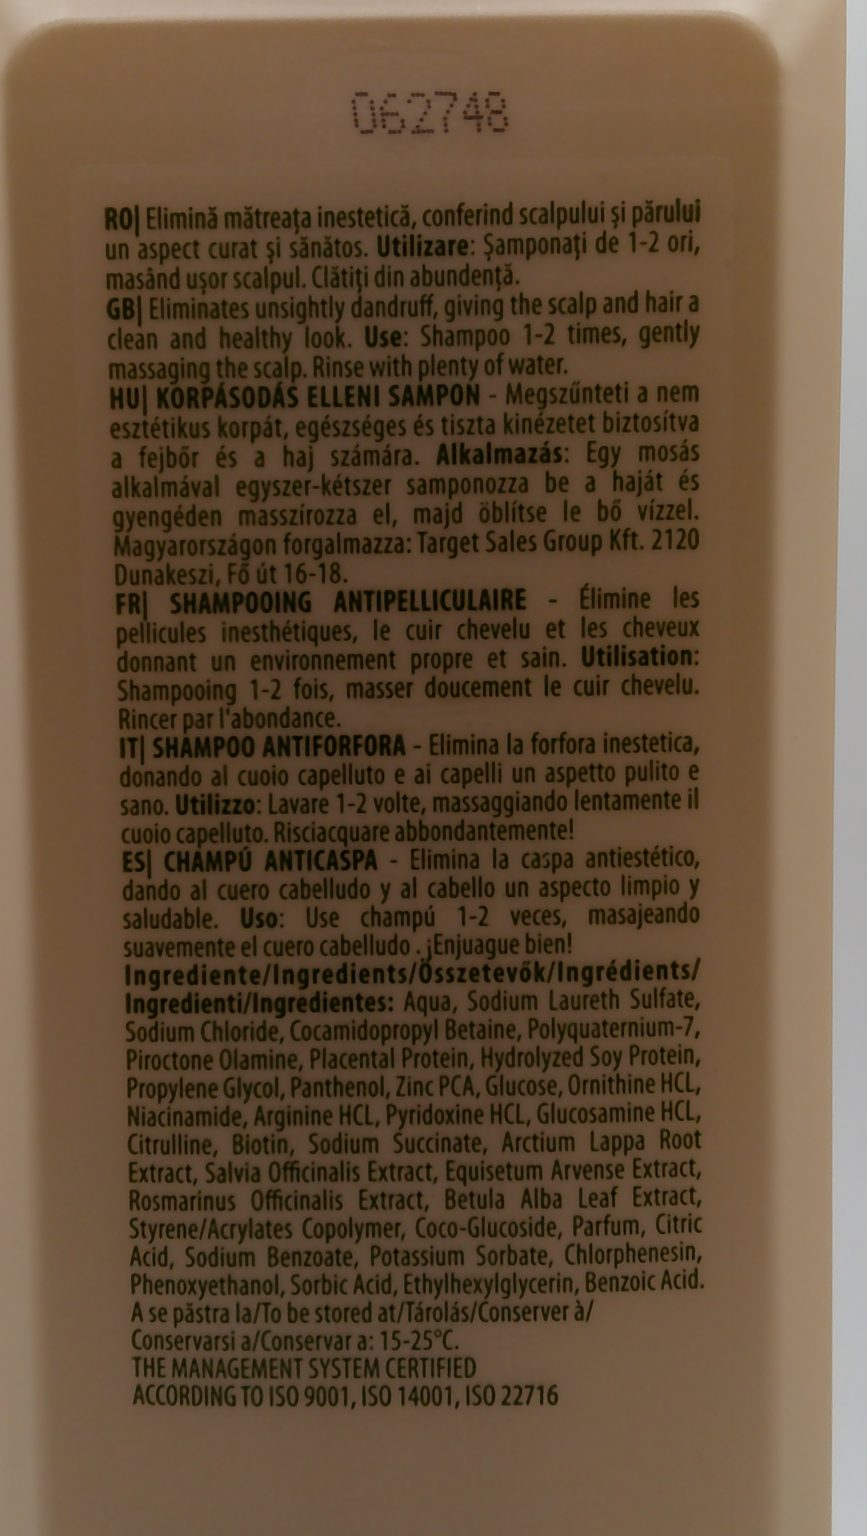 062748
RO| Elimină mătreaţa inestetică, conferind scalpului şi părului
un aspect curat şi sănătos. Utilizare: Şamponaţi de 1-2 ori,
masând uşor scalpul. Clătiţi din abundenţă.
GB| Eliminates unsightly dandruff, giving the scalp and hair a
clean and healthy look. Use: Shampoo 1-2 times, gently
massaging the scalp. Rinse with plenty of water.
HU| KORPÁSODÁS ELLENI SAMPON - Megszűnteti a nem
esztétikus korpát, egészséges és tiszta kinézetet biztosítva
a fejbőr és a haj számára. Alkalmazás: Egy mosás
alkalmával egyszer-kétszer samponozza be a haját és
gyengéden masszírozza el, majd öblítse le bő vízzel.
Magyarországon forgalmazza: Target Sales Group Kft. 2120
Dunakeszi, Fő út 16-18.
FR| SHAMPOOING ANTIPELLICULAIRE - Élimine les
pellicules inesthétiques, le cuir chevelu et les cheveux
donnant un environnement propre et sain. Utilisation:
Shampooing 1-2 fois, masser doucement le cuir chevelu.
Rincer par l'abondance.
IT| SHAMPOO ANTIFORFORA - Elimina la forfora inestetica,
donando al cuoio capelluto e ai capelli un aspetto pulito e
sano. Utilizzo: Lavare 1-2 volte, massaggiando lentamente il
cuoio capelluto. Risciacquare abbondantemente!
ES| CHAMPÚ ANTICASPA - Elimina la caspa antiestético,
dando al cuero cabelludo y al cabello un aspecto limpio y
saludable. Uso: Use champú 1-2 veces, masajeando
suavemente el cuero cabelludo . ¡Enjuague bien!
Ingrediente/Ingredients/Összetevők/Ingrédients/
Ingredienti/Ingredientes: Aqua, Sodium Laureth Sulfate,
Sodium Chloride, Cocamidopropyl Betaine, Polyquaternium-7,
Piroctone Olamine, Placental Protein, Hydrolyzed Soy Protein,
Propylene Glycol, Panthenol, Zinc PCA, Glucose, Ornithine HCL,
Niacinamide, Arginine HCL, Pyridoxine HCL, Glucosamine HCL,
Citrulline, Biotin, Sodium Succinate, Arctium Lappa Root
Extract, Salvia Officinalis Extract, Equisetum Arvense Extract,
Rosmarinus Officinalis Extract, Betula Alba Leaf Extract,
Styrene/Acrylates Copolymer, Coco-Glucoside, Parfum, Citric
Acid, Sodium Benzoate, Potassium Sorbate, Chlorphenesin,
Phenoxyethanol, Sorbic Acid, Ethylhexylglycerin, Benzoic Acid.
A se păstra la/To be stored at/Tárolás/Conserver à/
Conservarsi a/Conservar a: 15-25°C.
THE MANAGEMENT SYSTEM CERTIFIED
ACCORDING TO ISO 9001, ISO 14001, ISO 22716